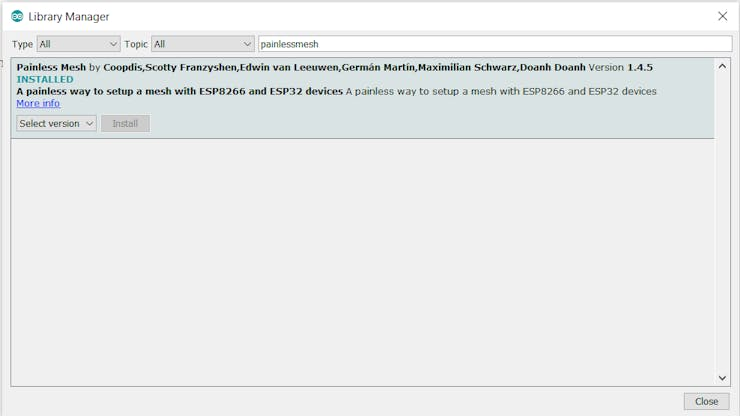 Library Manager
Type All Topic All painlessmesh
Painless Mesh by Coopdis,Scotty Franzyshen,Edwin van Leeuwen,Germán Martín,Maximilian Schwarz,Doanh Doanh Version 1.4.5
INSTALLED
A painless way to setup a mesh with ESP8266 and ESP32 devices A painless way to setup a mesh with ESP8266 and ESP32 devices
More info
Select version Install
Close